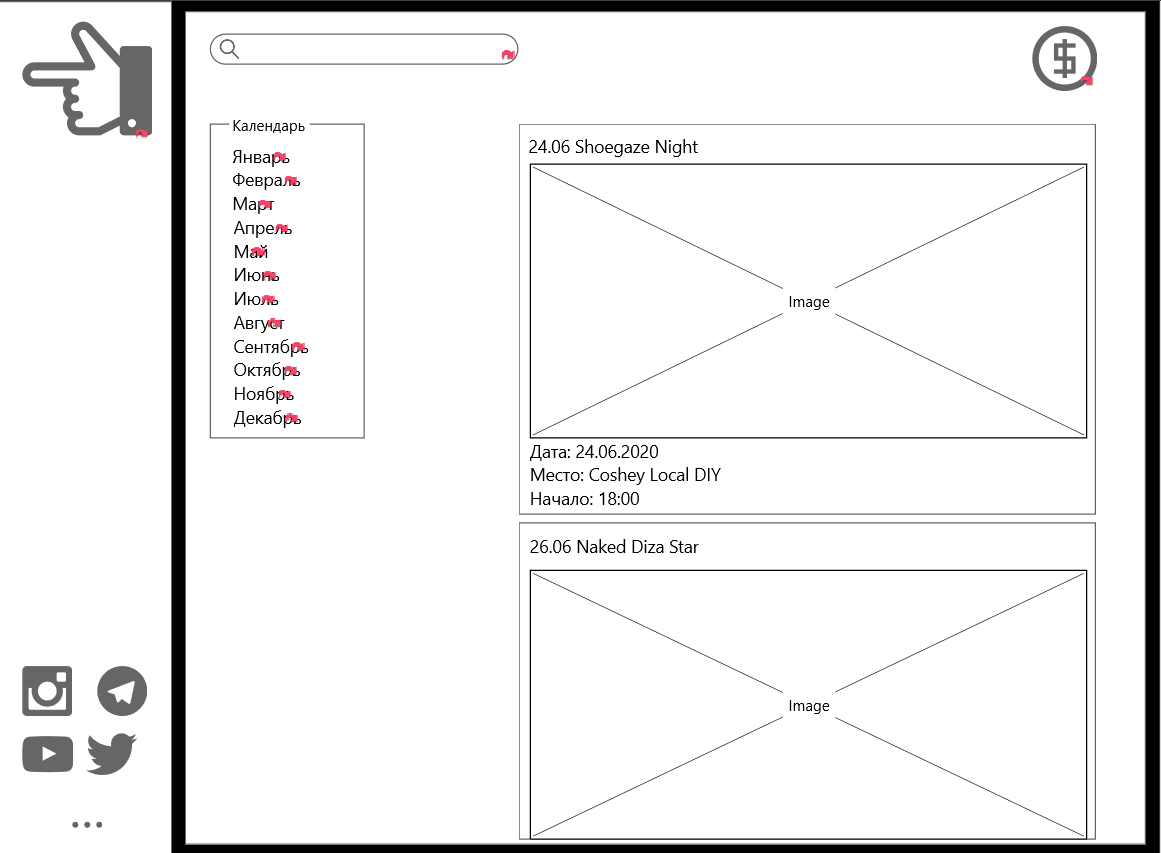 Календарь
Январь
Февраль
Март
Апрель
Май
Июнь
Июль
Август
Сентябрь
Октябрь
Ноябрь
Декабрь
24.06 Shoegaze Night
Image
Дата: 24.06.2020
Место: Coshey Local DIY
Начало: 18:00
26.06 Naked Diza Star
Image